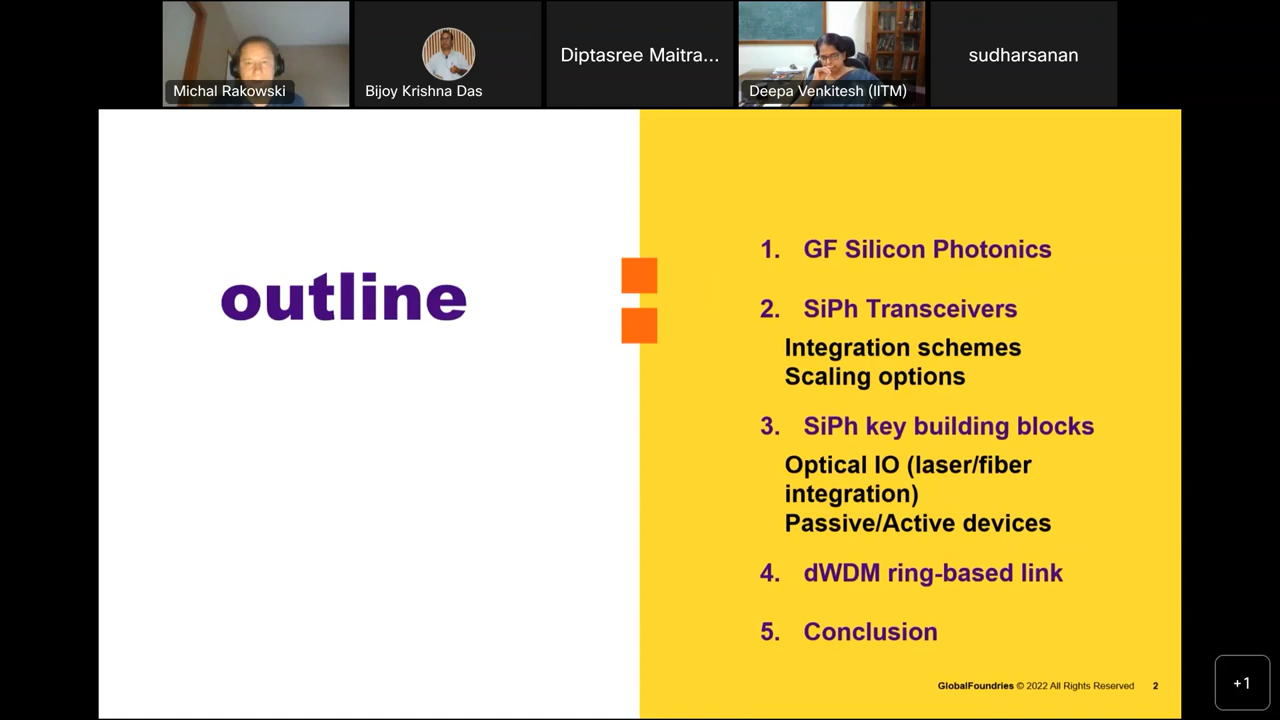 Michal Rakowski
Bijoy Krishna Das
Diptasree Maitra...
Deepa Venkitesh (IITM)
sudharsanan
outline
1. GF Silicon Photonics
2. SiPh Transceivers
Integration schemes
Scaling options
3. SiPh key building blocks
Optical IO (laser/fiber
integration)
Passive/Active devices
4. dWDM ring-based link
5. Conclusion
GlobalFoundries © 2022 All Rights Reserved 2
+1